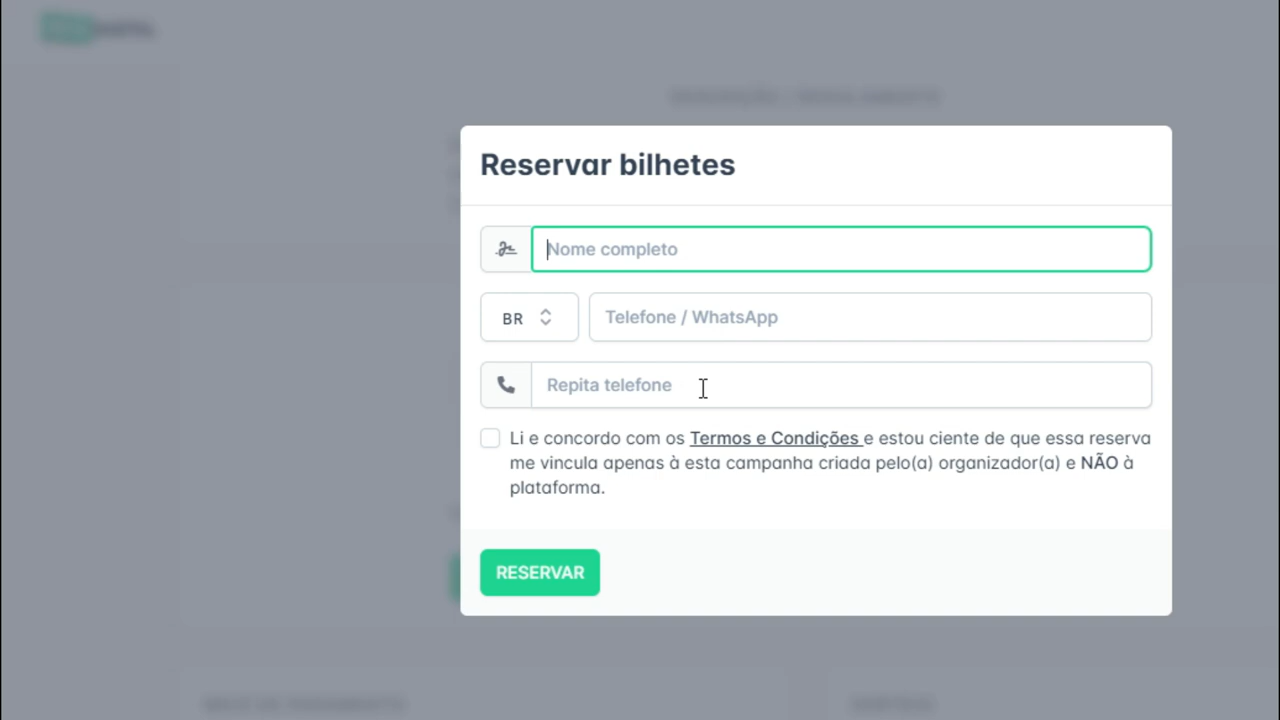 Reservar bilhetes
Nome completo
BR
Telefone / WhatsApp
Repita telefone
Li e concordo com os Termos e Condições e estou ciente de que essa reserva
me vincula apenas à esta campanha criada pelo(a) organizador(a) e NÃO à
plataforma.
RESERVAR